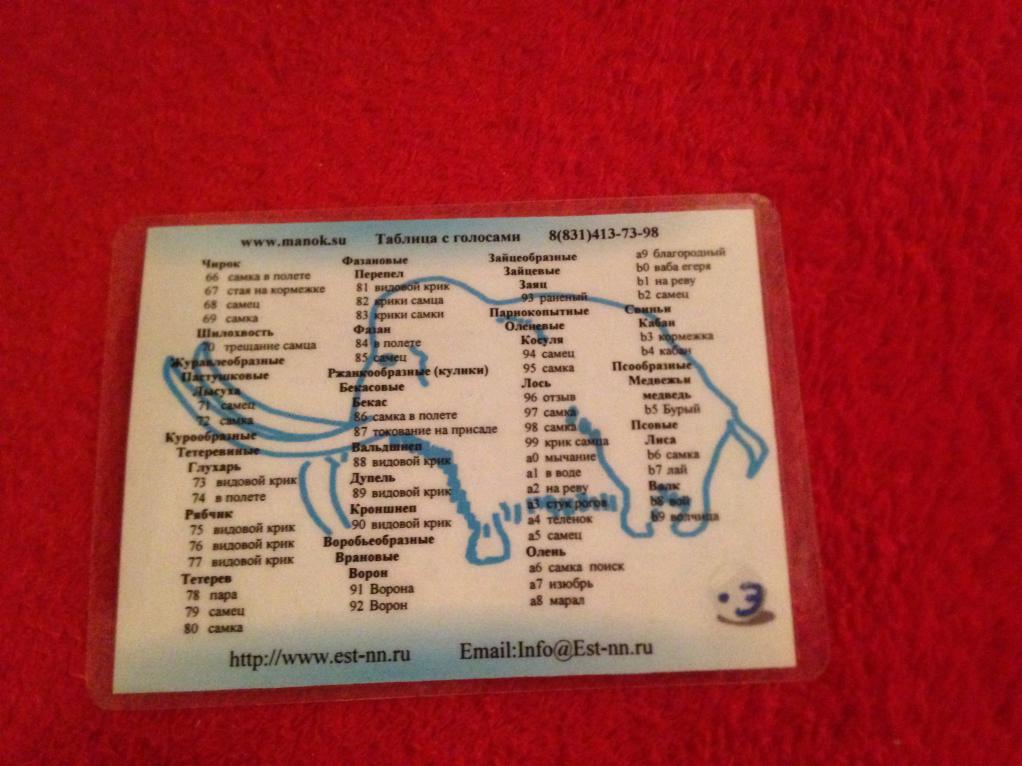 www.manok.su Таблица с голосами 8(831)413-73-98
Чирок
66 самка в полете
67 стая на кормежке
68 самец
69 самка
Шилохвость
70 трещание самца
Журавлеобразные
Пастушковые
Лысуха
71 самец
72 самка
Курообразные
Тетеревиные
Глухарь
73 видовой крик
74 в полете
Рябчик
75 видовой крик
76 видовой крик
77 видовой крик
Тетерев
78 пара
79 самец
80 самка
Фазановые
Перепел
81 видовой крик
82 крики самца
83 крики самки
Фазан
84 в полете
85 самец
Ржанкообразные (кулики)
Бекасовые
Бекас
86 самка в полете
87 токование на присаде
Вальдшнеп
88 видовой крик
Дупель
89 видовой крик
Кроншнеп
90 видовой крик
Воробьеобразные
Врановые
Ворон
91 Ворона
92 Ворон
Зайцеобразные
Зайцевые
Заяц
93 раненый
Парнокопытные
Оленевые
Косуля
94 самец
95 самка
Лось
96 отзыв
97 самка
98 самка
99 крик самца
a0 мычание
a1 в воде
a2 на реву
a3 стук рогов
a4 теленок
a5 самец
Олень
a6 самка поиск
a7 изюбрь
a8 марал
a9 благородный
b0 ваба егеря
b1 на реву
b2 самец
Свиньи
Кабан
b3 кормежка
b4 кабан
Псообразные
Медвежьи
медведь
b5 Бурый
Псовые
Лиса
b6 самка
b7 лай
Волк
b8 вой
b9 волчица
3
http://www.est-nn.ru Email:Info@Est-nn.ru